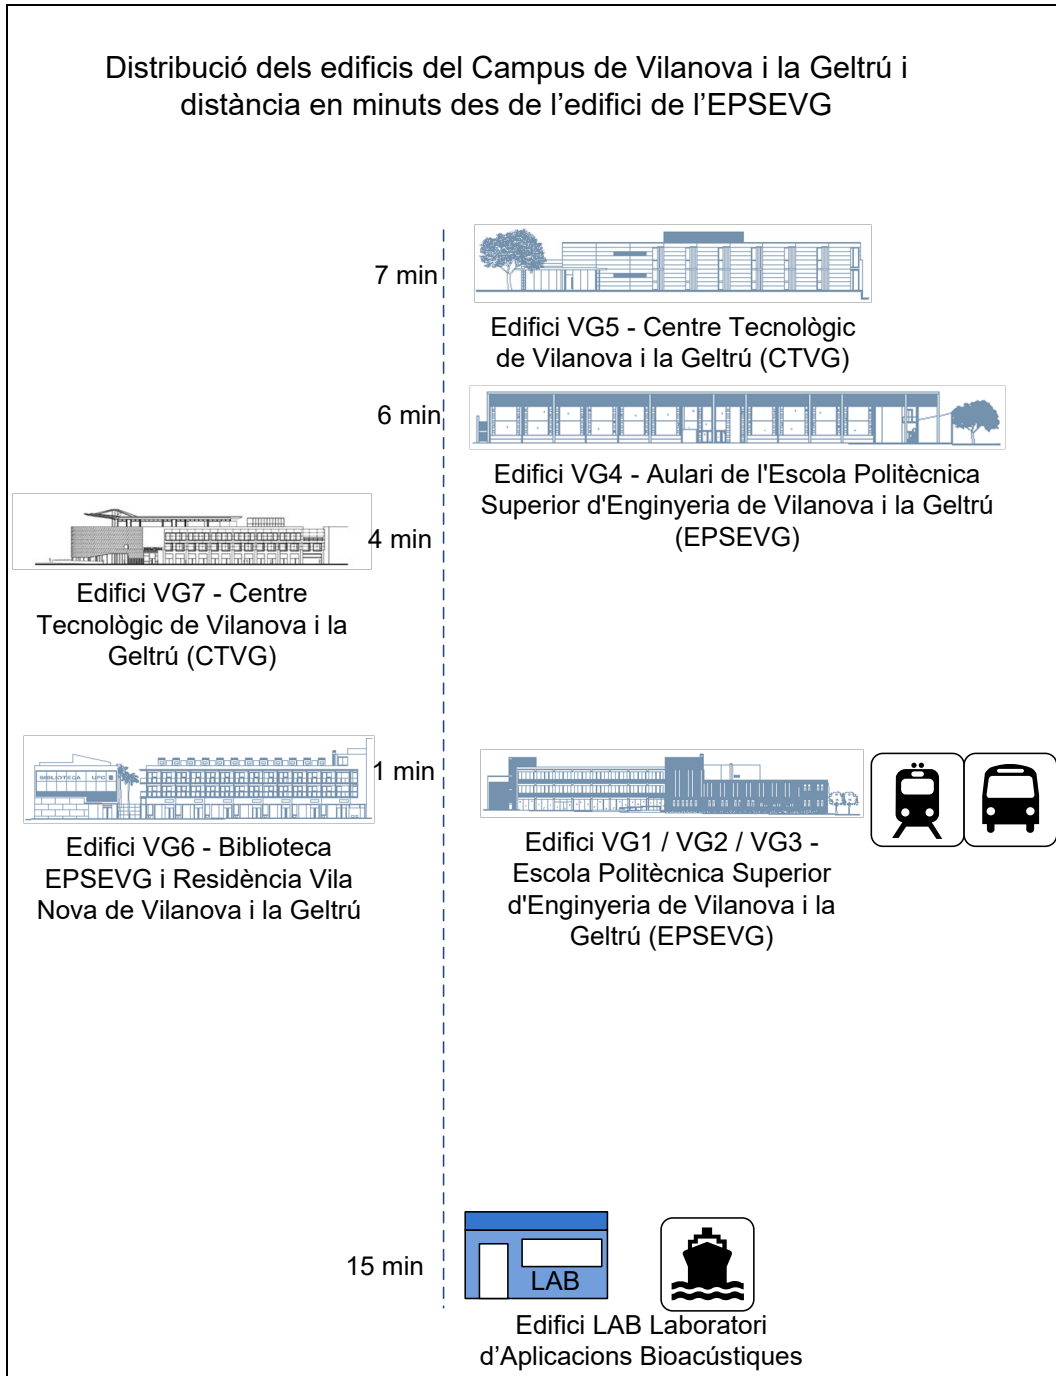 Distribució dels edificis del Campus de Vilanova i la Geltrú i
distància en minuts des de l’edifici de l’EPSEVG
7 min
Edifici VG5 - Centre Tecnològic
de Vilanova i la Geltrú (CTVG)
6 min
Edifici VG4 - Aulari de l'Escola Politècnica
Superior d'Enginyeria de Vilanova i la Geltrú
(EPSEVG)
4 min
Edifici VG7 - Centre
Tecnològic de Vilanova i la
Geltrú (CTVG)
BIBLIOTECA UPC
1 min
Edifici VG6 - Biblioteca
EPSEVG i Residència Vila
Nova de Vilanova i la Geltrú
Edifici VG1 / VG2 / VG3 -
Escola Politècnica Superior
d'Enginyeria de Vilanova i la
Geltrú (EPSEVG)
15 min
LAB
Edifici LAB Laboratori
d’Aplicacions Bioacústiques